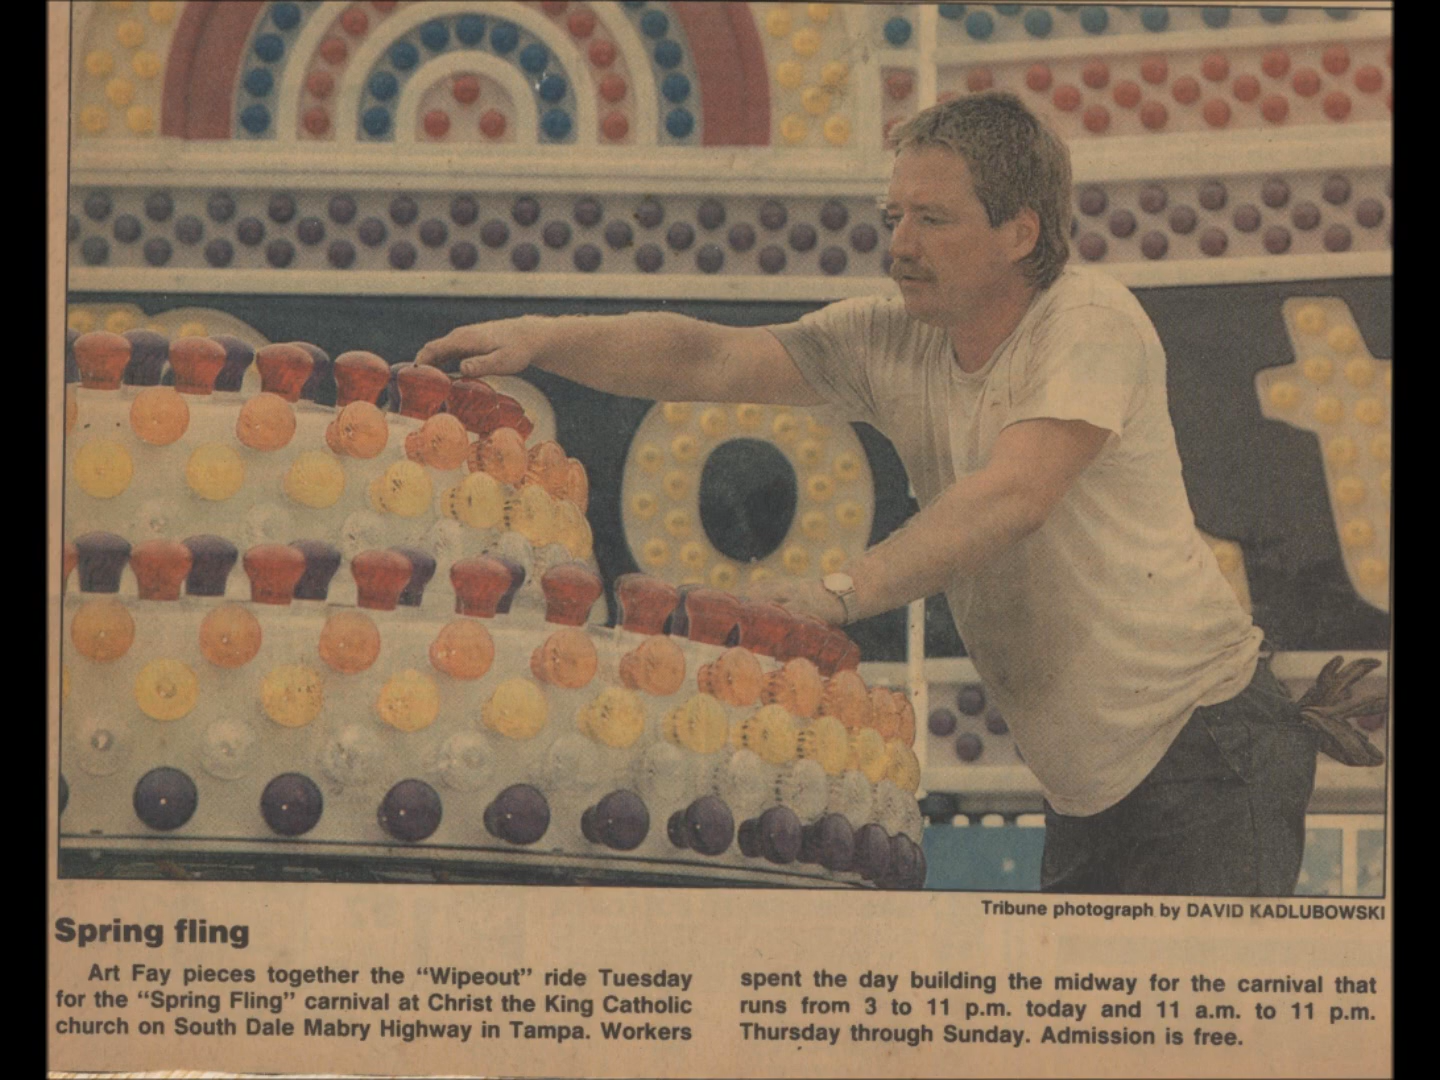 o
t
Tribune photograph by DAVID KADLUBOWSKI
Spring fling
Art Fay pieces together the “Wipeout” ride Tuesday
for the “Spring Fling” carnival at Christ the King Catholic
church on South Dale Mabry Highway in Tampa. Workers
spent the day building the midway for the carnival that
runs from 3 to 11 p.m. today and 11 a.m. to 11 p.m.
Thursday through Sunday. Admission is free.